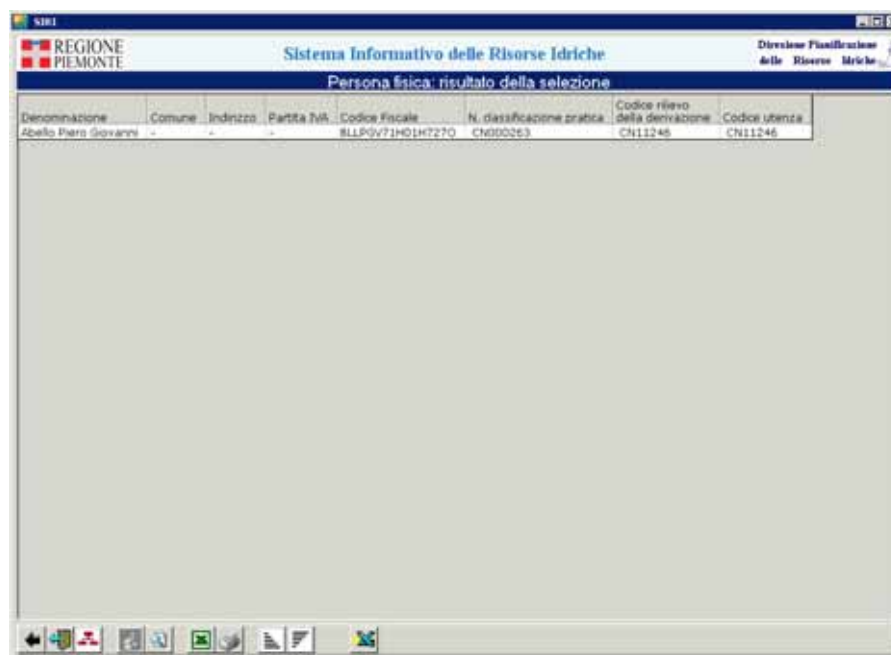 SIRI
REGIONE
PIEMONTE
Sistema Informativo delle Risorse Idriche
Direzione Pianificazione
delle Risorse Idriche
Persona fisica: risultato della selezione
Denominazione Comune Indirizzo Partita IVA Codice Fiscale N. classificazione pratica Codice rilievo della derivazione Codice utenza
Abello Piero Giovanni - - - BLLPGV71H01H727O CN000263 CN11246 CN11246